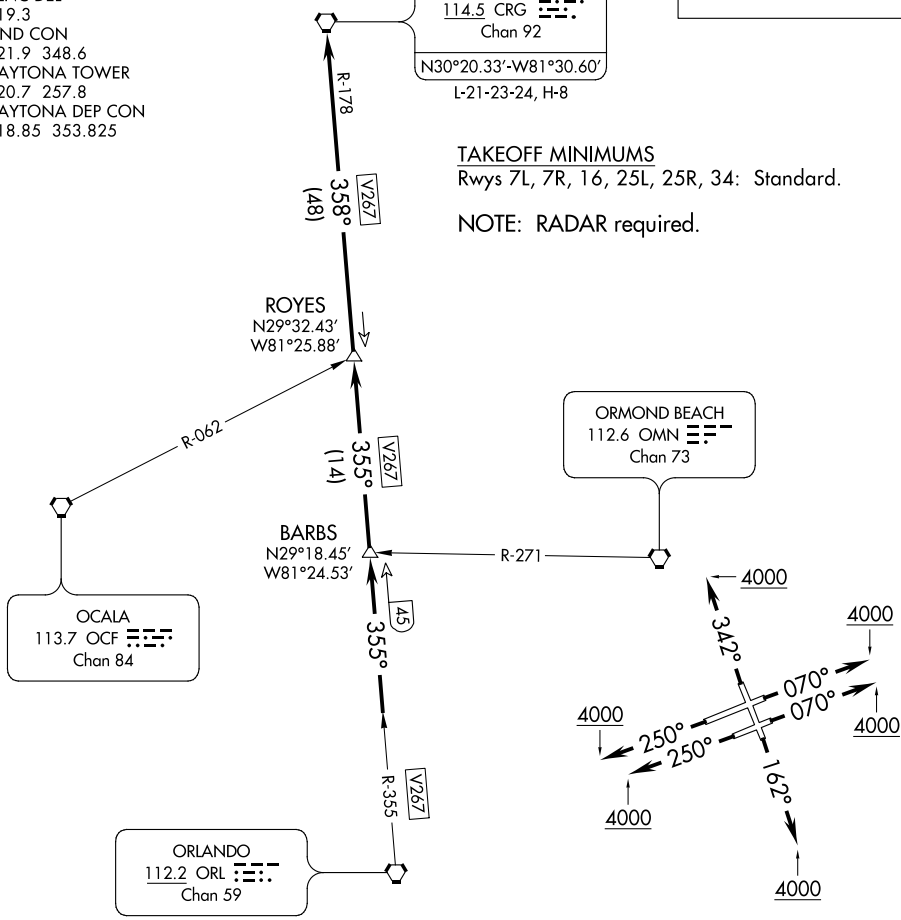 19.3
ND CON
21.9 348.6
AYTONA TOWER
20.7 257.8
AYTONA DEP CON
18.85 353.825
114.5 CRG
Chan 92
N30°20.33'-W81°30.60'
L-21-23-24, H-8
TAKEOFF MINIMUMS
Rwys 7L, 7R, 16, 25L, 25R, 34: Standard.
NOTE: RADAR required.
R-178
V267
358°
(48)
ROYES
N29°32.43'
W81°25.88'
R-062
V267
355°
(14)
ORMOND BEACH
112.6 OMN
Chan 73
BARBS
N29°18.45'
W81°24.53'
R-271
OCALA
113.7 OCF
Chan 84
45
355°
R-355
V267
ORLANDO
112.2 ORL
Chan 59
4000
342°
4000
070°
070°
4000
4000
250°
250°
4000
162°
4000